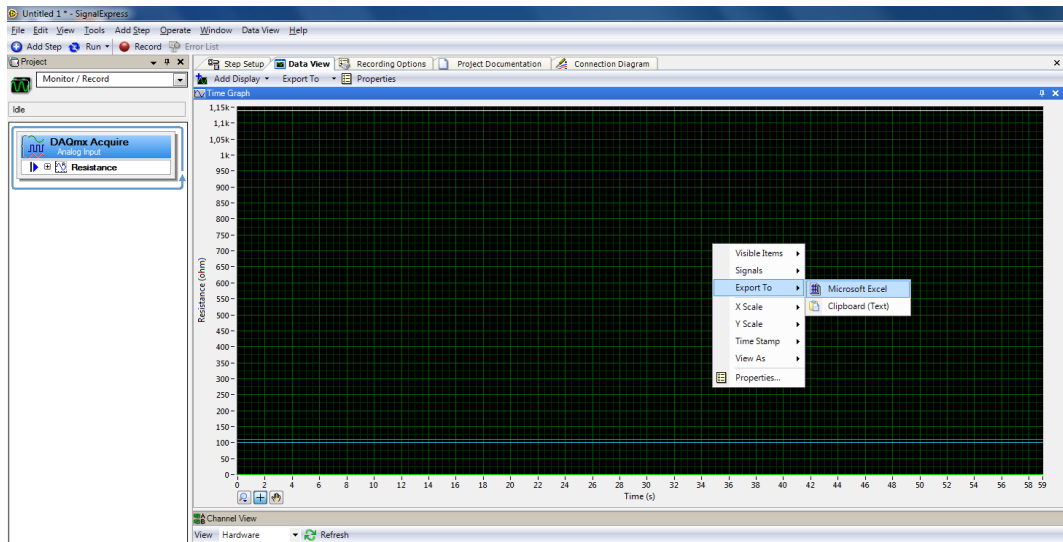 Untitled 1 * - SignalExpress
File Edit View Tools Add Step Operate Window Data View Help
Add Step Run Record Error List
Project
Step Setup Data View Recording Options Project Documentation Connection Diagram
Monitor / Record
Add Display Export To Properties
Time Graph
Idle
DAQmx Acquire
Analog Input
Resistance
1,15k
1,1k
1,05k
1k
950
900
850
800
750
700
650
600
550
500
450
400
350
300
250
200
150
100
50
0
Resistance (ohm)
Visible Items
Signals
Export To
X Scale
Y Scale
Time Stamp
View As
Properties...
Microsoft Excel
Clipboard (Text)
0 2 4 6 8 10 12 14 16 18 20 22 24 26 28 30 32 34 36 38 40 42 44 46 48 50 52 54 56 58 59
Time (s)
Channel View
View Hardware Refresh